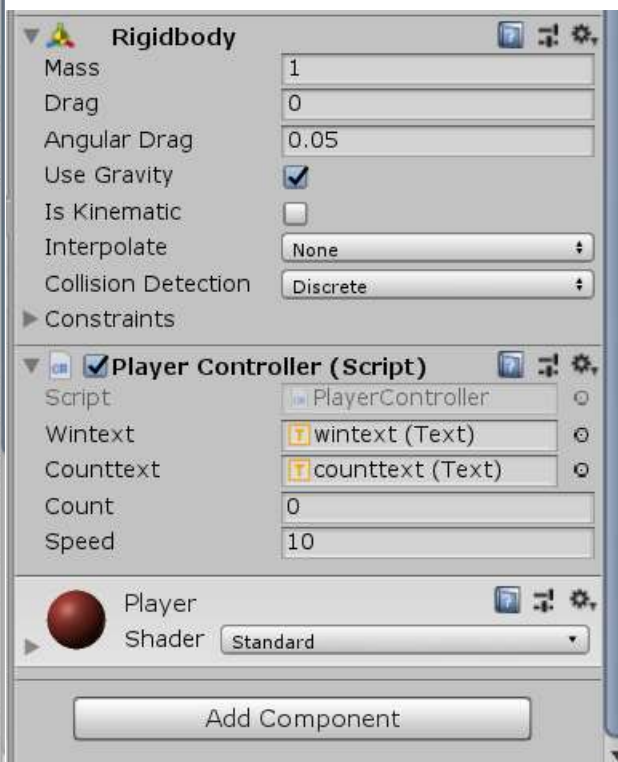 Rigidbody
Mass 1
Drag 0
Angular Drag 0.05
Use Gravity
Is Kinematic
Interpolate None
Collision Detection Discrete
Constraints
Player Controller (Script)
Script PlayerController
Wintext wintext (Text)
Counttext counttext (Text)
Count 0
Speed 10
Player
Shader Standard
Add Component